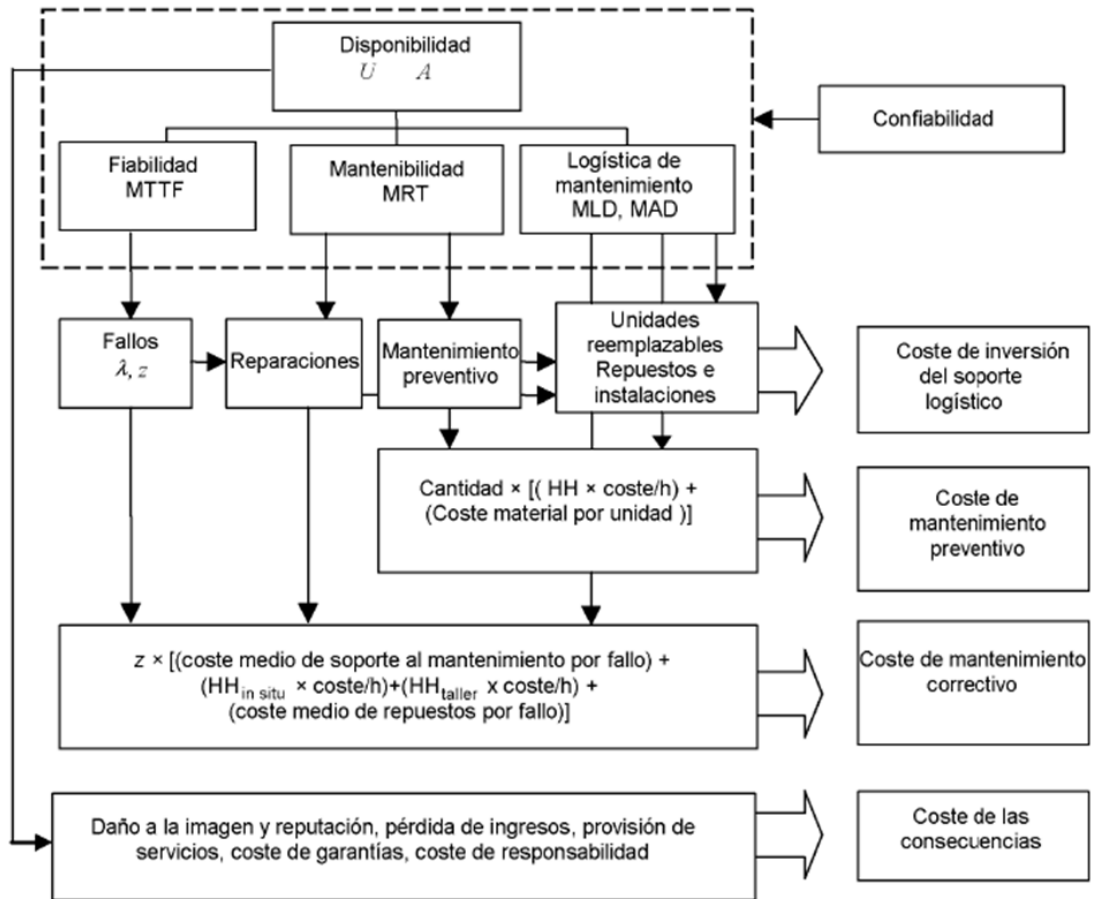 Disponibilidad
U A
Confiabilidad
Fiabilidad
MTTF
Mantenibilidad
MRT
Logística de
mantenimiento
MLD, MAD
Fallos
λ, z
Reparaciones
Mantenimiento
preventivo
Unidades
reemplazables
Repuestos e
instalaciones
Coste de inversión
del soporte
logístico
Cantidad × [( HH × coste/h) +
(Coste material por unidad )]
Coste de
mantenimiento
preventivo
z × [(coste medio de soporte al mantenimiento por fallo) +
(HH in situ × coste/h)+(HH taller x coste/h) +
(coste medio de repuestos por fallo)]
Coste de mantenimiento
correctivo
Daño a la imagen y reputación, pérdida de ingresos, provisión de
servicios, coste de garantías, coste de responsabilidad
Coste de las
consecuencias